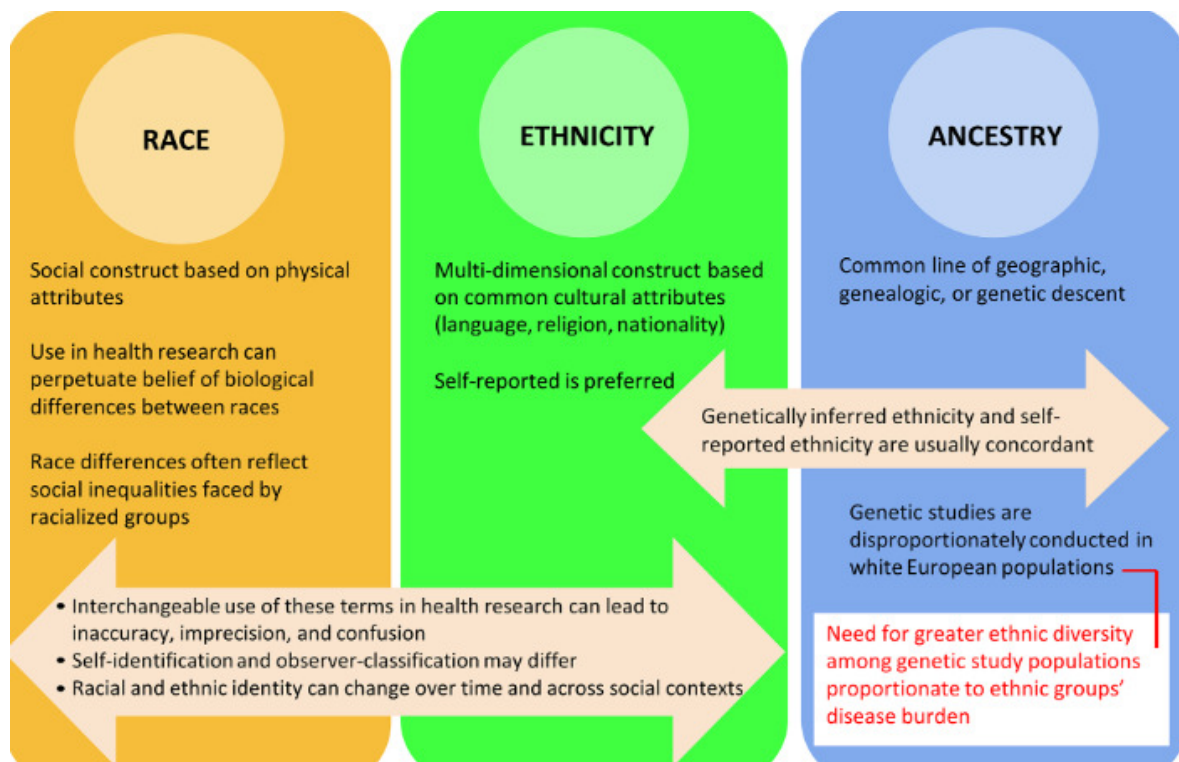 RACE
Social construct based on physical
attributes
Use in health research can
perpetuate belief of biological
differences between races
Race differences often reflect
social inequalities faced by
racialized groups
ETHNICITY
Multi-dimensional construct based
on common cultural attributes
(language, religion, nationality)
Self-reported is preferred
ANCESTRY
Common line of geographic,
genealogic, or genetic descent
Genetically inferred ethnicity and self-
reported ethnicity are usually concordant
Genetic studies are
disproportionately conducted in
white European populations
Need for greater ethnic diversity
among genetic study populations
proportionate to ethnic groups’
disease burden
• Interchangeable use of these terms in health research can lead to
inaccuracy, imprecision, and confusion
• Self-identification and observer-classification may differ
• Racial and ethnic identity can change over time and across social contexts